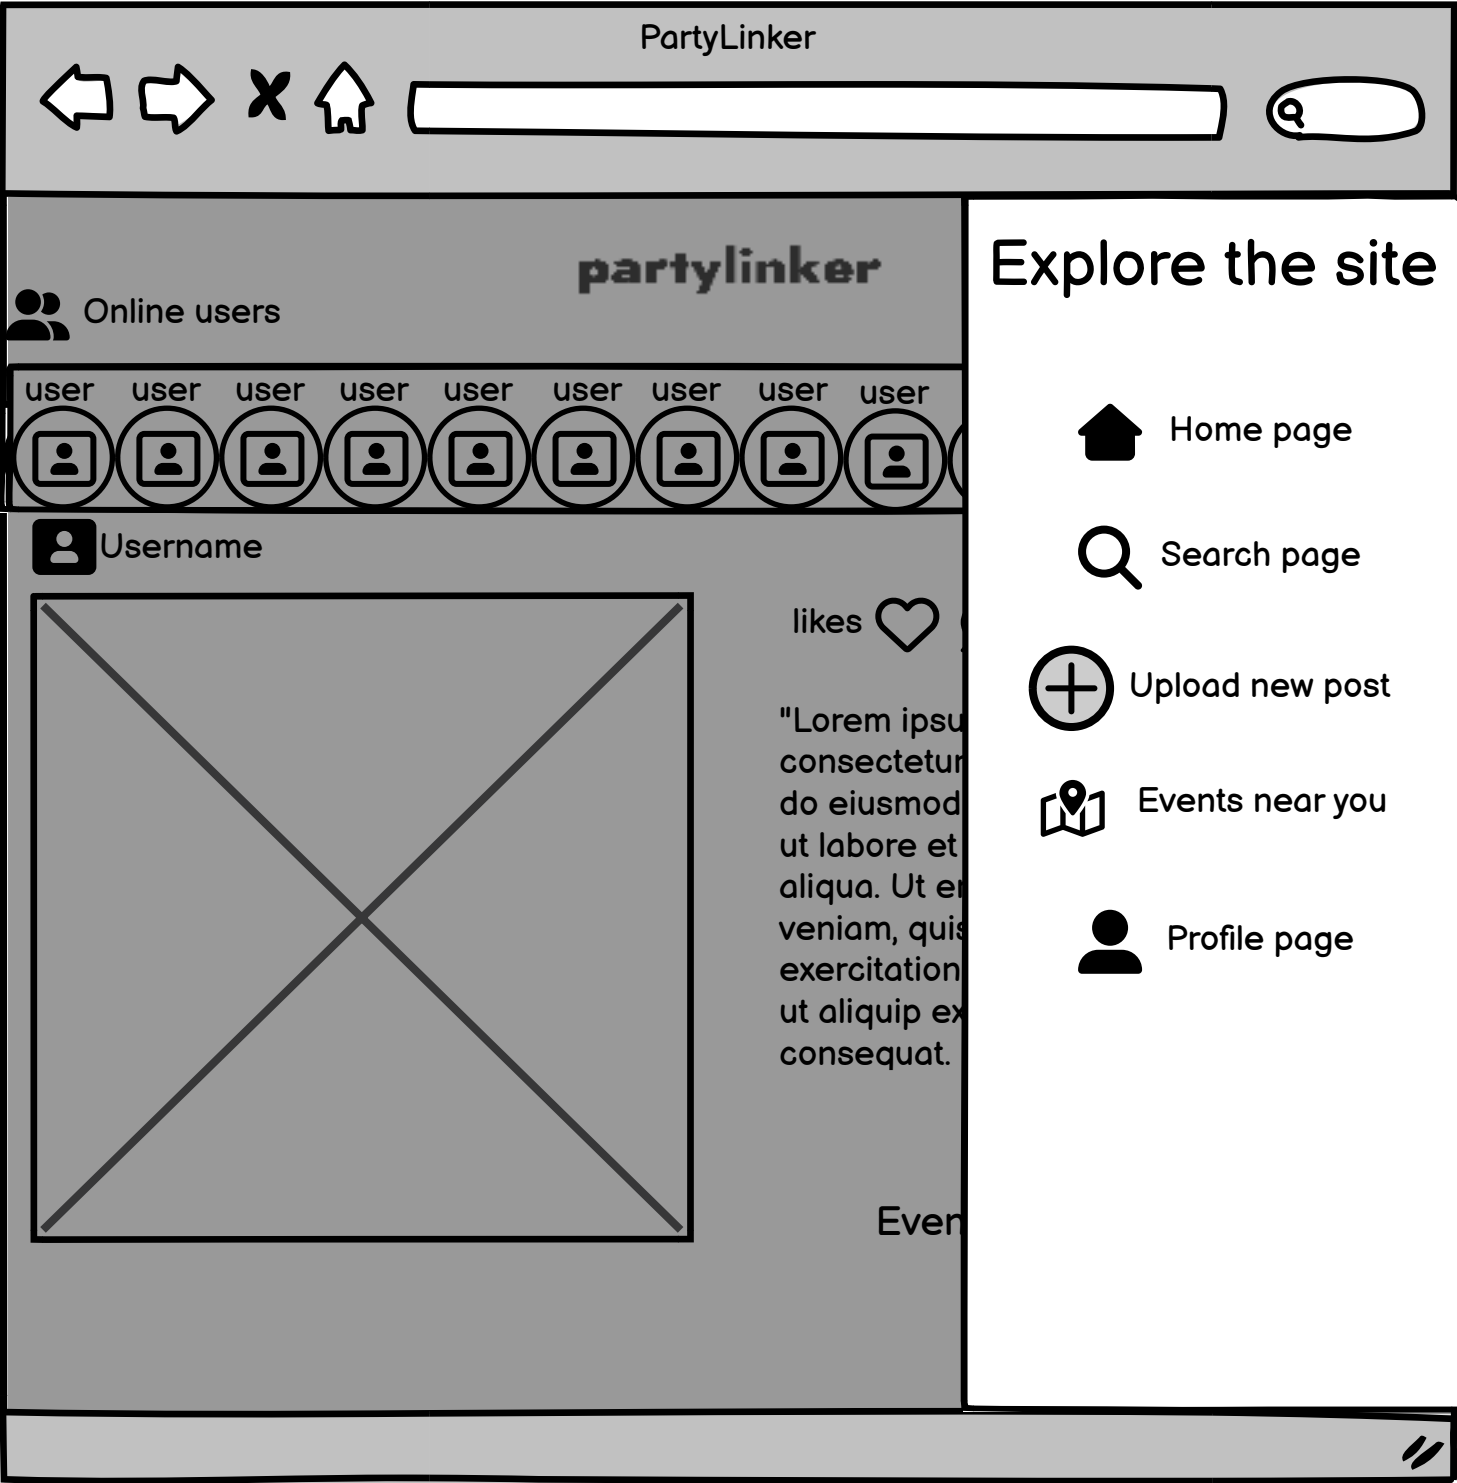 PartyLinker
partylinker
Explore the site
Online users
user user user user user user user user user
Username
likes
"Lorem ipsu
consectetur
do eiusmod
ut labore et
aliqua. Ut er
veniam, quis
exercitation
ut aliquip ex
consequat.
Even
Home page
Search page
Upload new post
Events near you
Profile page